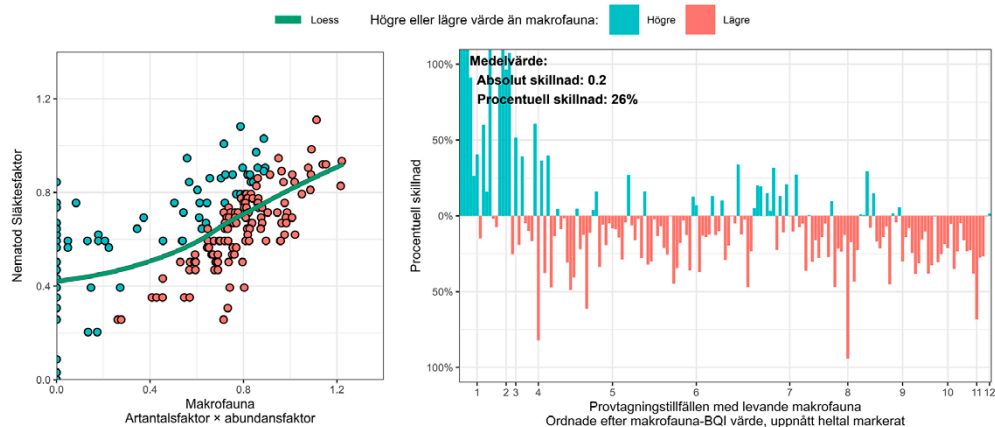 Loess
Högre eller lägre värde än makrofauna:
Högre
Lägre
Nematod Släktesfaktor
1.2
0.8
0.4
0.0
0.0 0.4 0.8 1.2
Makrofauna
Artantalsfaktor × abundansfaktor
Medelvärde:
Absolut skillnad: 0.2
Procentuell skillnad: 26%
Procentuell skillnad
100%
50%
0%
50%
100%
1 2 3 4 5 6 7 8 9 10 11 12
Provtagningstillfällen med levande makrofauna
Ordnade efter makrofauna-BQI värde, uppnått heltal markerat